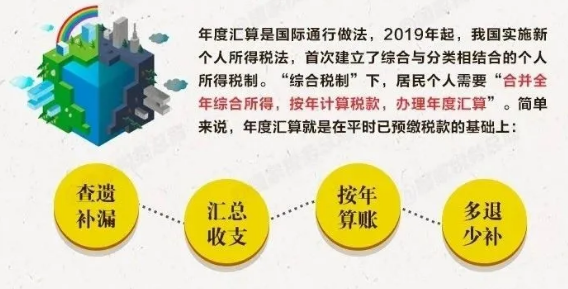 年度汇算是国际通行做法，2019年起，我国实施新
个人所得税法，首次建立了综合与分类相结合的个人
所得税制。“综合税制”下，居民个人需要“合并全
年综合所得，按年计算税款，办理年度汇算”。简单
来说，年度汇算就是在平时已预缴税款的基础上：
查遗
补漏
汇总
收支
按年
算账
多退
少补